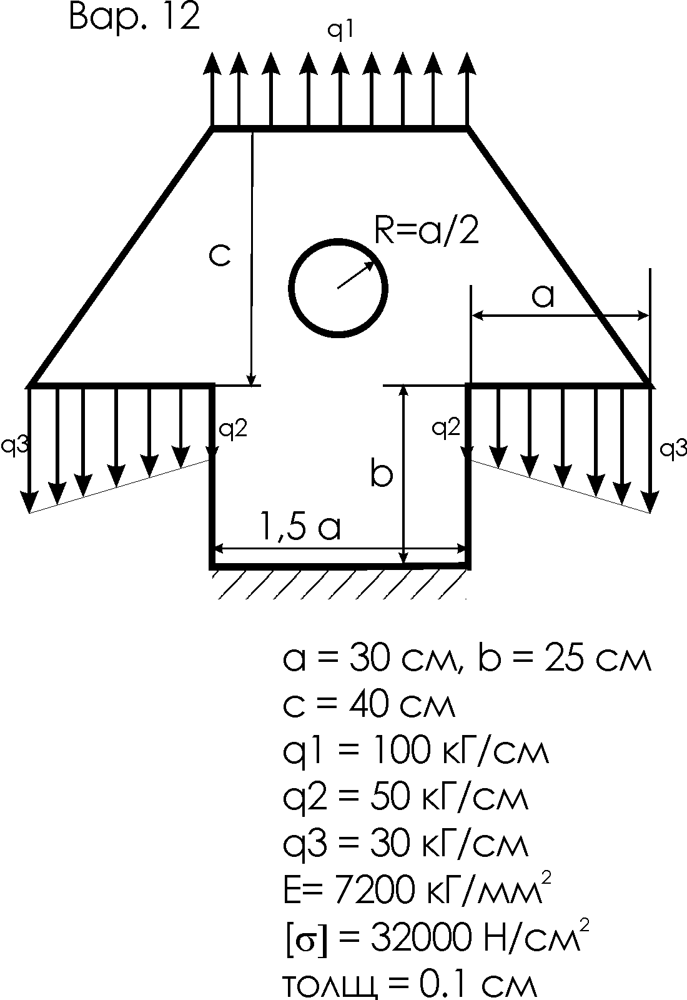 Вар. 12
q1
R=a/2
c
a
q3
q2
q2
q3
b
1,5 a
a = 30 см, b = 25 см
c = 40 см
q1 = 100 кГ/см
q2 = 50 кГ/см
q3 = 30 кГ/см
E= 7200 кГ/мм²
[σ] = 32000 Н/см²
толщ = 0.1 см